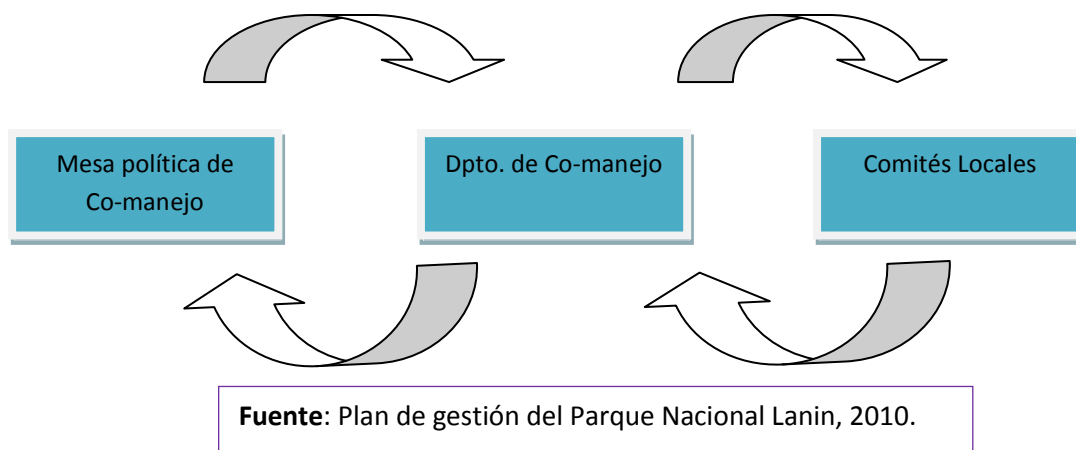 Mesa política de
Co-manejo
Dpto. de Co-manejo
Comités Locales
Fuente: Plan de gestión del Parque Nacional Lanin, 2010.